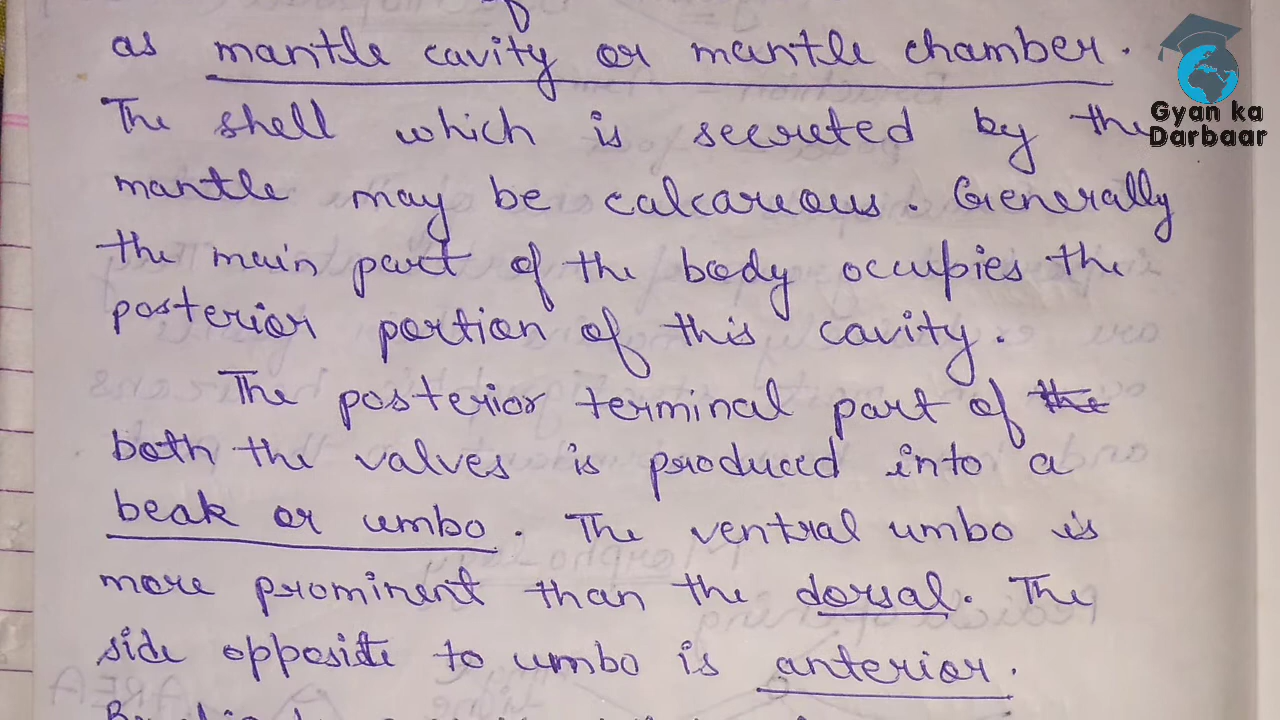 as mantle cavity or mantle chamber.
Gyan ka
Darbaar
The shell which is secreted by the
mantle may be calcareous. Generally
the main part of the body occupies the
posterior portion of this cavity.
The posterior terminal part of the
both the valves is produced into a
beak or umbo. The ventral umbo is
more prominent than the dorsal. The
side opposite to umbo is anterior.